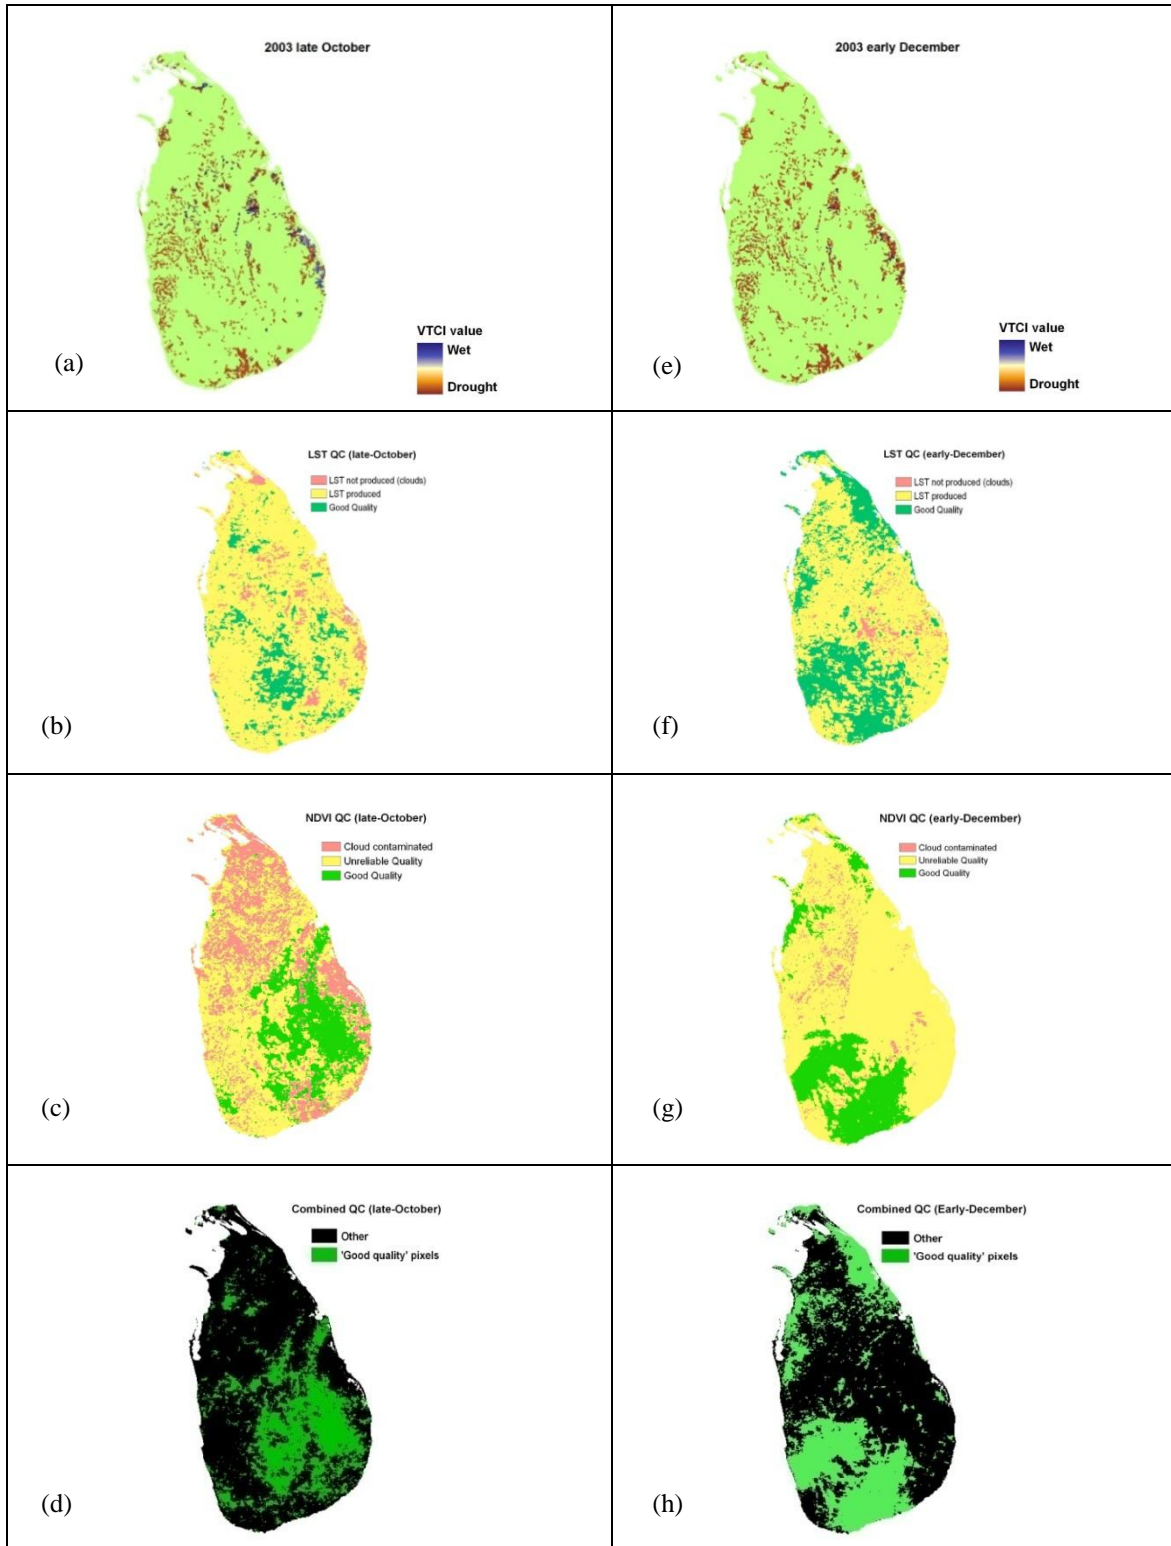 2003 late October
VTCI value
Wet
Drought
(a)
2003 early December
VTCI value
Wet
Drought
(e)
LST QC (late-October)
LST not produced (clouds)
LST produced
Good Quality
(b)
LST QC (early-December)
LST not produced (clouds)
LST produced
Good Quality
(f)
NDVI QC (late-October)
Cloud contaminated
Unreliable Quality
Good Quality
(c)
NDVI QC (early-December)
Cloud contaminated
Unreliable Quality
Good Quality
(g)
Combined QC (late-October)
Other
'Good quality' pixels
(d)
Combined QC (Early-December)
Other
'Good quality' pixels
(h)